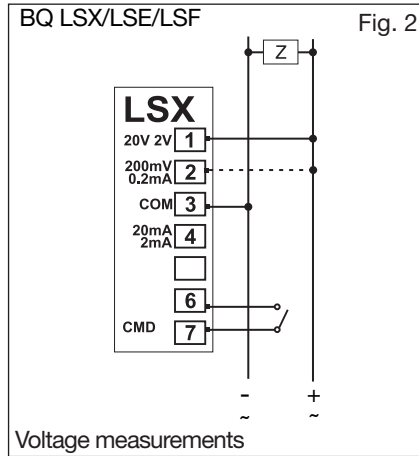 BQ LSX/LSE/LSF
Fig. 2
Z
LSX
20V 2V 1
200mV
0.2mA 2
COM 3
20mA
2mA 4
6
CMD 7
- +
~ ~
Voltage measurements